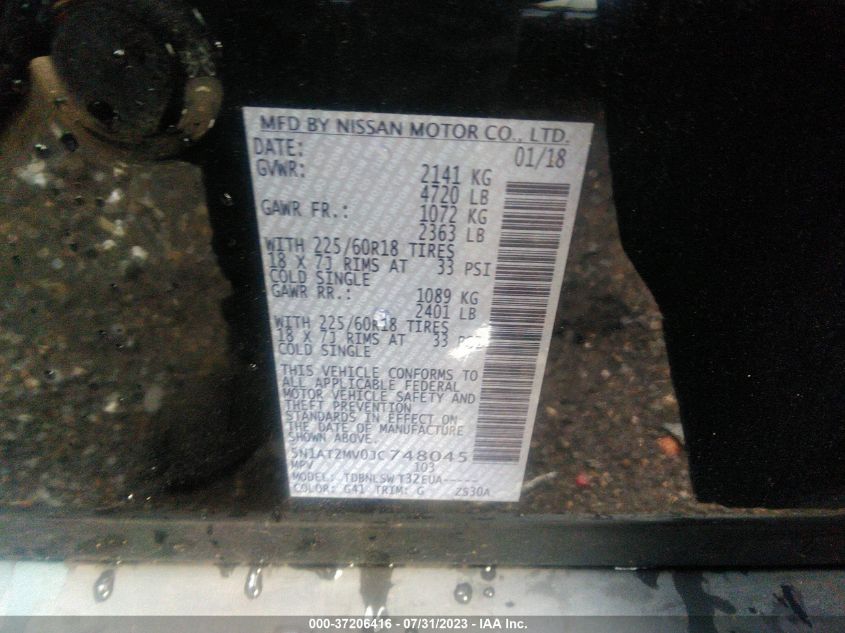 MFD BY NISSAN MOTOR CO., LTD.
DATE: 01/18
GVWR: 2141 KG
4720 LB
GAWR FR.: 1072 KG
2363 LB
WITH 225/60R18 TIRES
18 X 7J RIMS AT 33 PSI
COLD SINGLE
GAWR RR.: 1089 KG
2401 LB
WITH 225/60R18 TIRES
18 X 7J RIMS AT 33 PSI
COLD SINGLE
THIS VEHICLE CONFORMS TO
ALL APPLICABLE FEDERAL
MOTOR VEHICLE SAFETY AND
THEFT PREVENTION
STANDARDS IN EFFECT ON
THE DATE OF MANUFACTURE
SHOWN ABOVE.
5N1AT2MV0JC748045
MPV 103
MODEL: TDBNLSWT32EUA-----
COLOR: G41 TRIM: G ZS30A
000-37206416 - 07/31/2023 - IAA Inc.